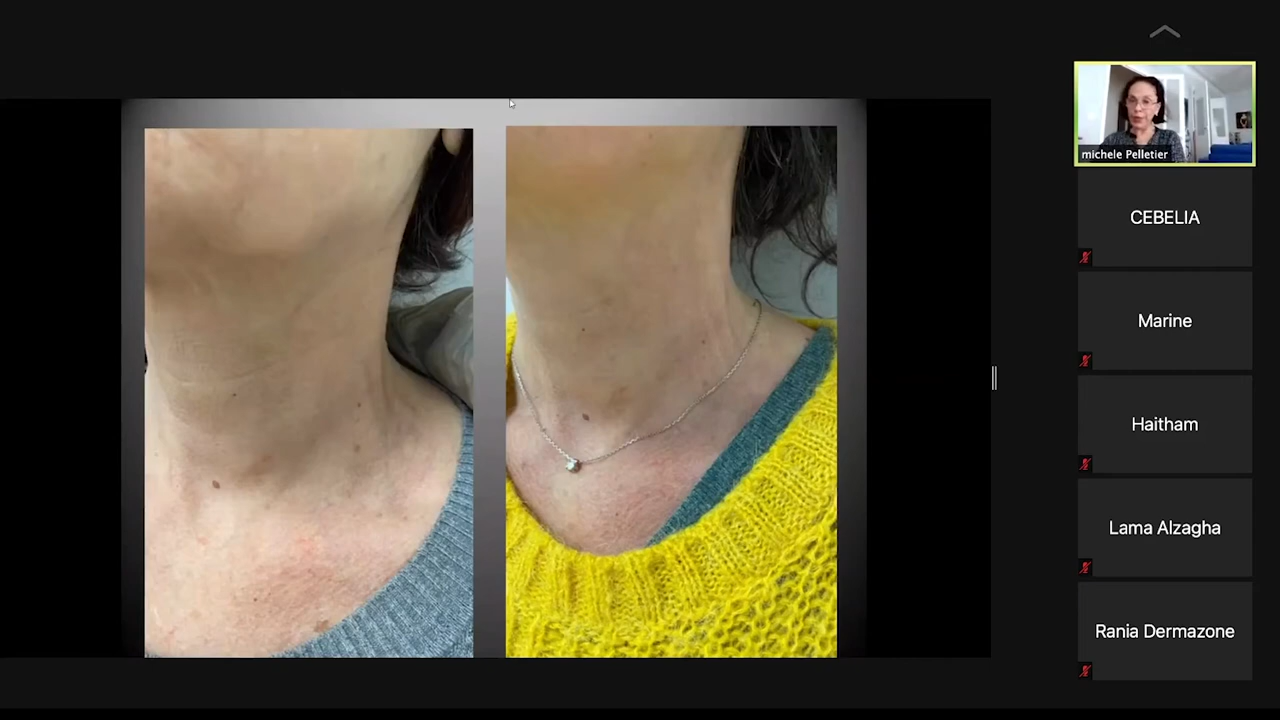 michele Pelletier
CEBELIA
Marine
Haitham
Lama Alzagha
Rania Dermazone